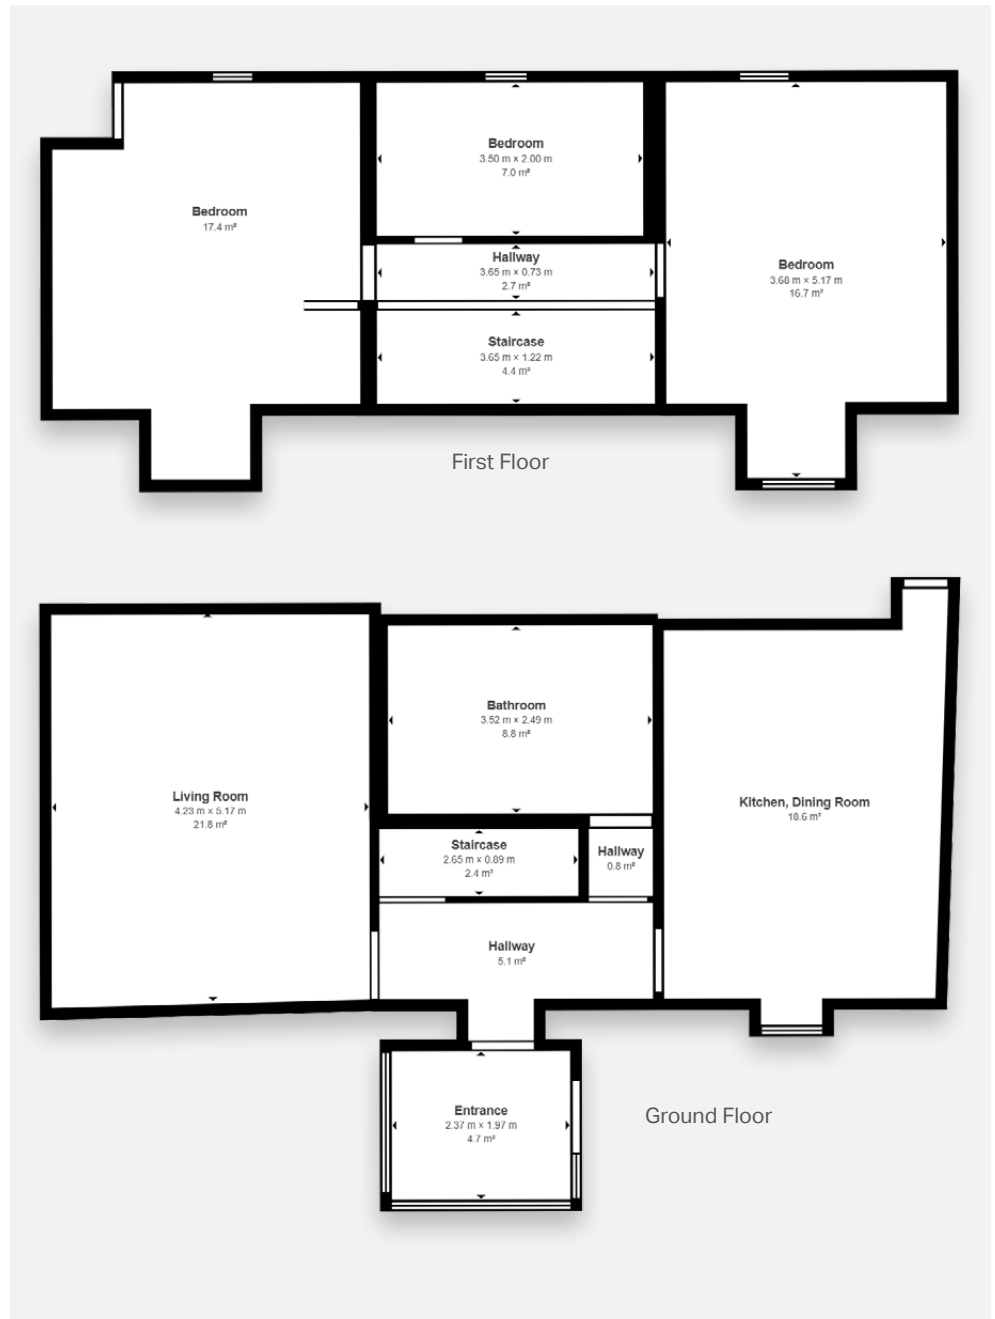 Bedroom
17.4 m²
Bedroom
3.50 m × 2.00 m
7.0 m²
Hallway
3.65 m × 0.73 m
2.7 m²
Staircase
3.65 m × 1.22 m
4.4 m²
Bedroom
3.68 m × 5.17 m
16.7 m²
First Floor
Living Room
4.23 m × 5.17 m
21.8 m²
Bathroom
3.52 m × 2.49 m
8.8 m²
Staircase
2.65 m × 0.89 m
2.4 m²
Hallway
0.8 m²
Hallway
5.1 m²
Kitchen, Dining Room
18.6 m²
Entrance
2.37 m × 1.97 m
4.7 m²
Ground Floor